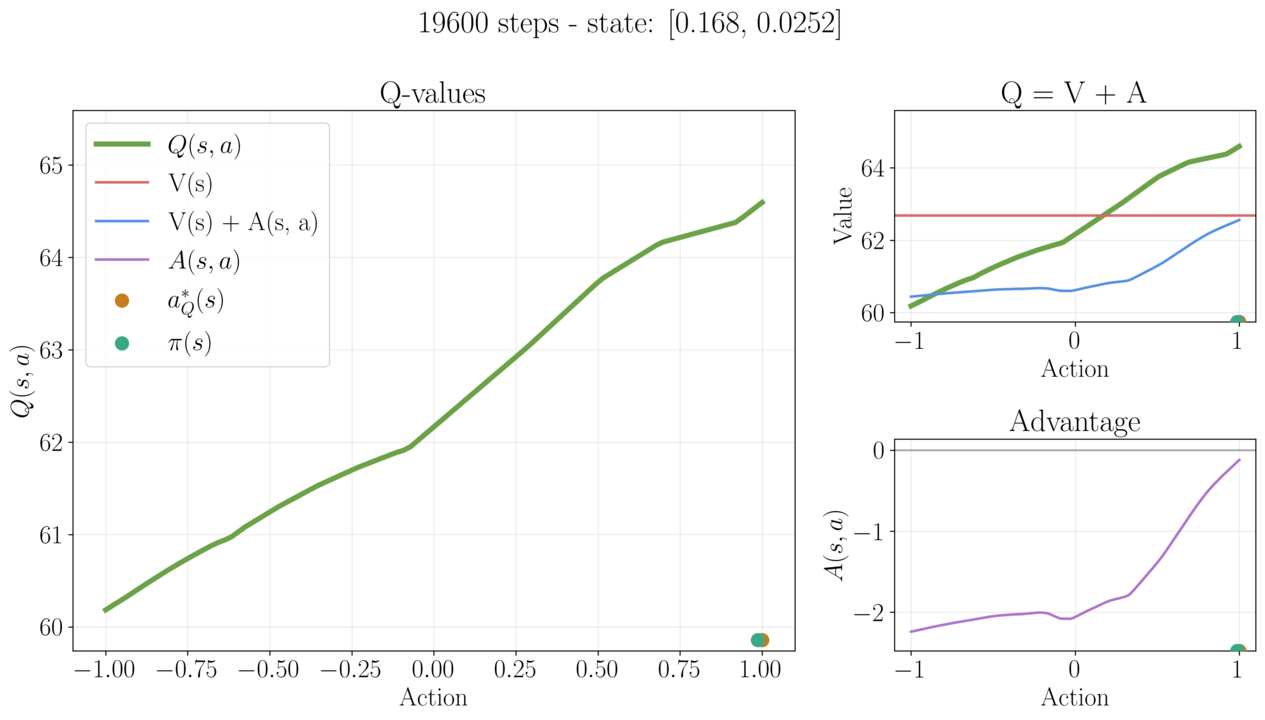 19600 steps - state: [0.168, 0.0252]
Q-values
Q(s, a)
V(s)
V(s) + A(s, a)
A(s, a)
a*_Q(s)
π(s)
Q(s, a)
65
64
63
62
61
60
−1.00 −0.75 −0.50 −0.25 0.00 0.25 0.50 0.75 1.00
Action
Q = V + A
Value
64
62
60
−1 0 1
Action
Advantage
A(s, a)
0
−1
−2
−1 0 1
Action